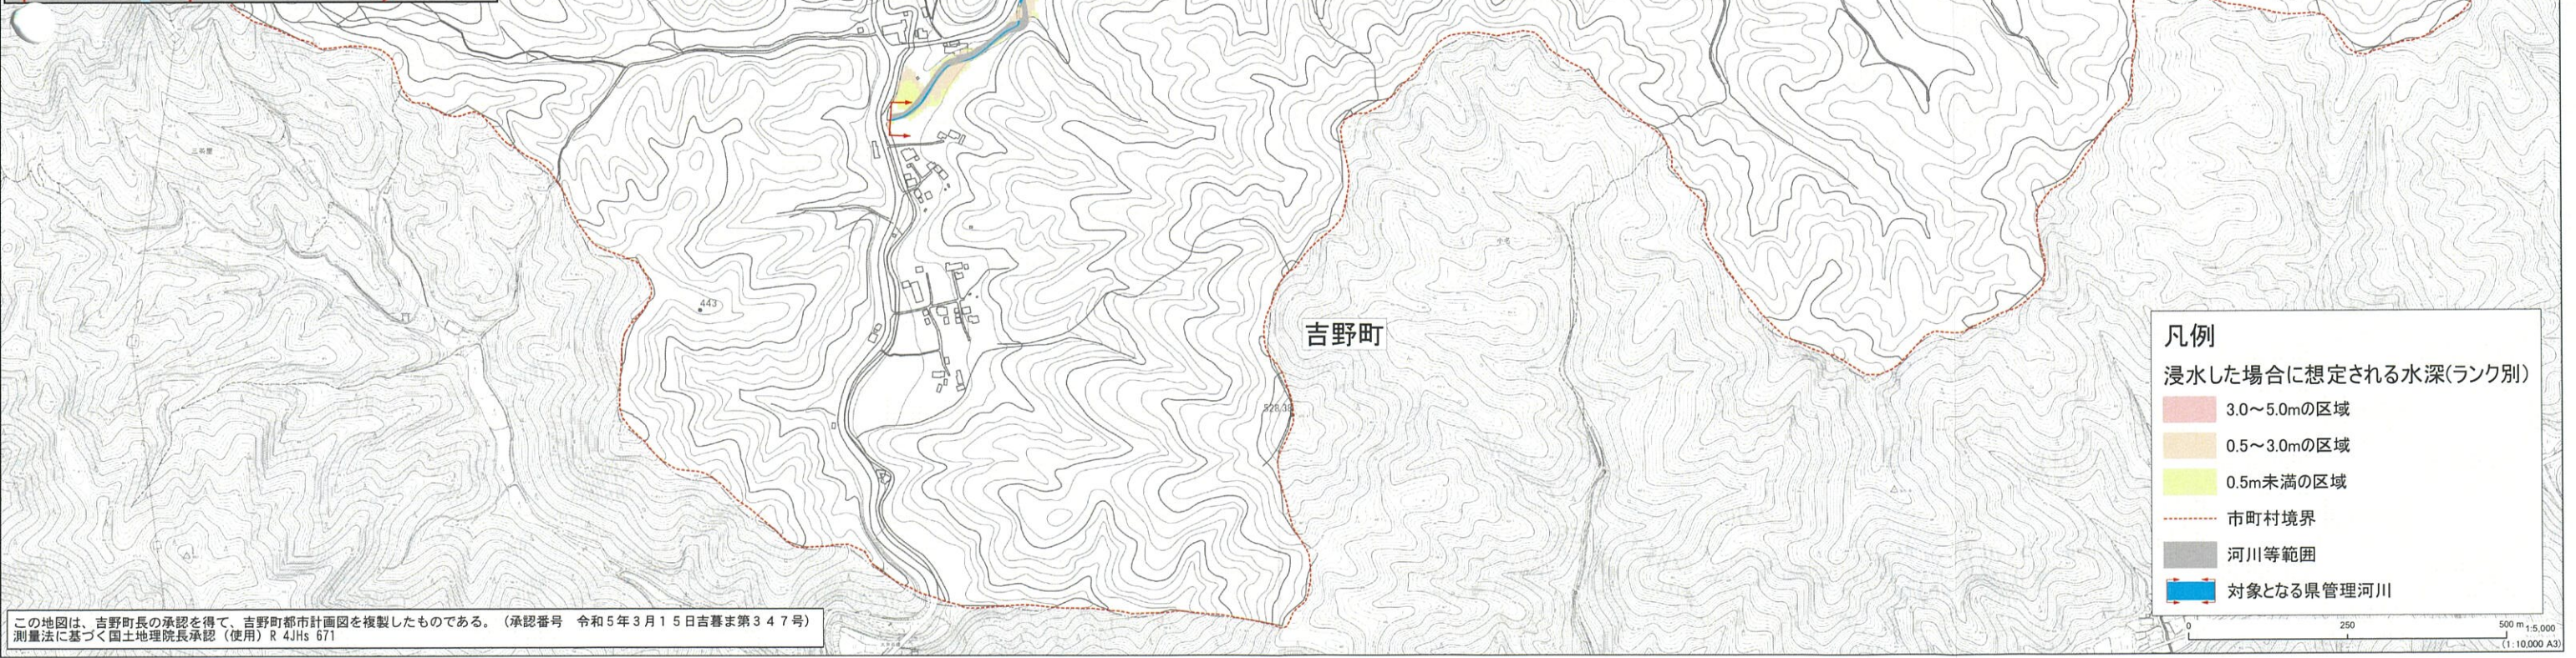 443
吉野町
凡例
浸水した場合に想定される水深(ランク別)
3.0～5.0mの区域
0.5～3.0mの区域
0.5m未満の区域
市町村境界
河川等範囲
対象となる県管理河川
この地図は、吉野町長の承認を得て、吉野町都市計画図を複製したものである。（承認番号　令和5年3月15日吉暮ま第347号）
測量法に基づく国土地理院長承認（使用）R 4JHs 671
0 250 500 m 1:5,000
(1:10,000 A3)